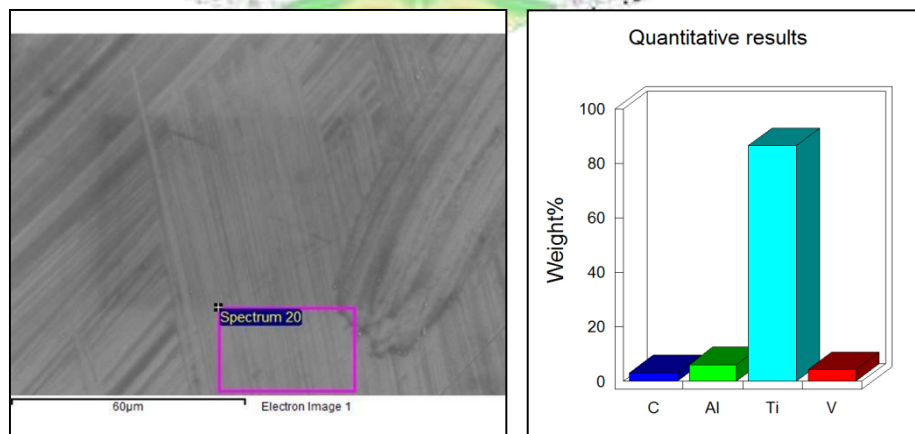 Spectrum 20
60µm
Electron Image 1
Quantitative results
Weight%
100
80
60
40
20
0
C Al Ti V